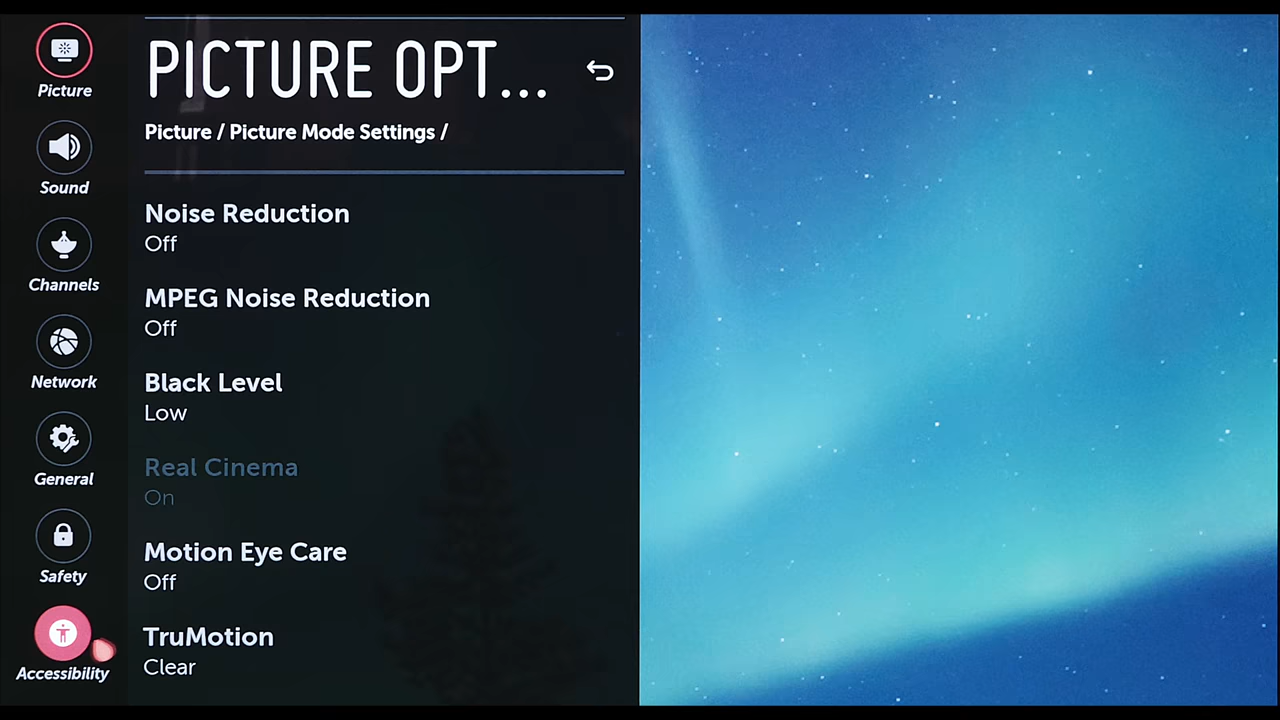 PICTURE OPT...
Picture / Picture Mode Settings /
Picture
Sound
Channels
Network
General
Safety
Accessibility
Noise Reduction
Off
MPEG Noise Reduction
Off
Black Level
Low
Real Cinema
On
Motion Eye Care
Off
TruMotion
Clear